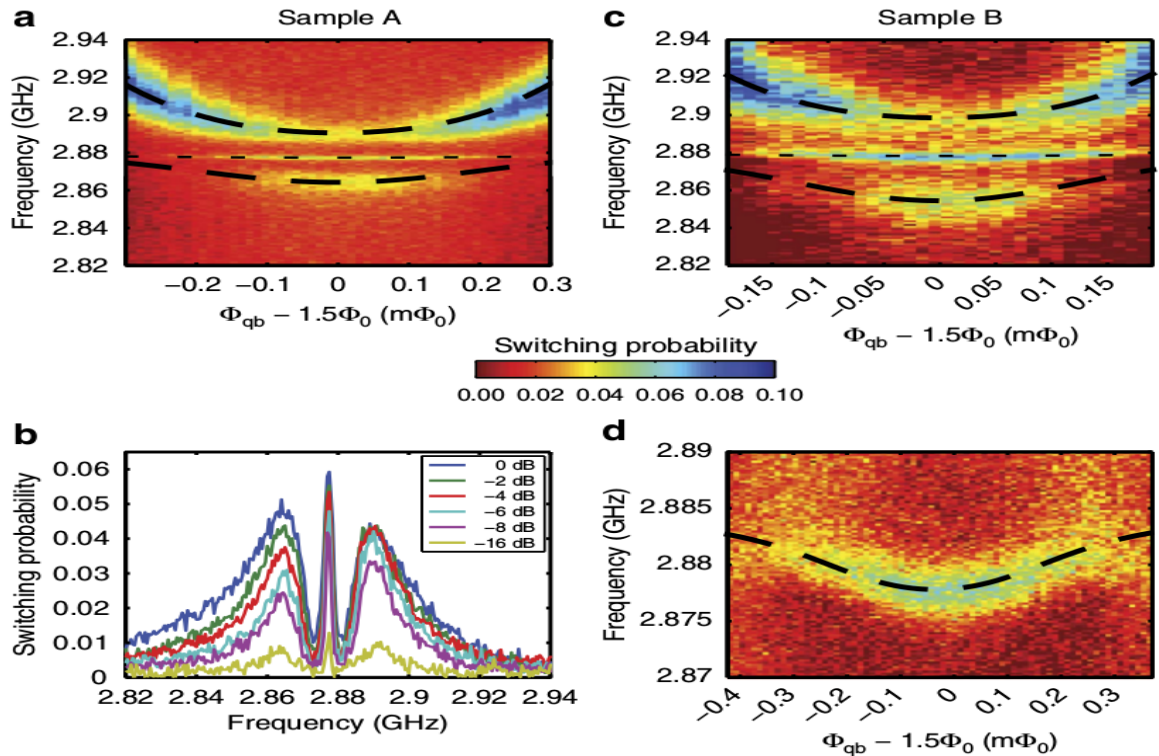 a Sample A
2.94
2.92
2.9
2.88
2.86
2.84
2.82
Frequency (GHz)
−0.2 −0.1 0 0.1 0.2 0.3
Φqb − 1.5Φ0 (mΦ0)
c Sample B
2.94
2.92
2.9
2.88
2.86
2.84
2.82
Frequency (GHz)
−0.15 −0.1 −0.05 0 0.05 0.1 0.15
Φqb − 1.5Φ0 (mΦ0)
Switching probability
0.00 0.02 0.04 0.06 0.08 0.10
b
0.06
0.05
0.04
0.03
0.02
0.01
0
Switching probability
0 dB
−2 dB
−4 dB
−6 dB
−8 dB
−16 dB
2.82 2.84 2.86 2.88 2.9 2.92 2.94
Frequency (GHz)
d
2.89
2.885
2.88
2.875
2.87
Frequency (GHz)
−0.4 −0.3 −0.2 −0.1 0 0.1 0.2 0.3
Φqb − 1.5Φ0 (mΦ0)